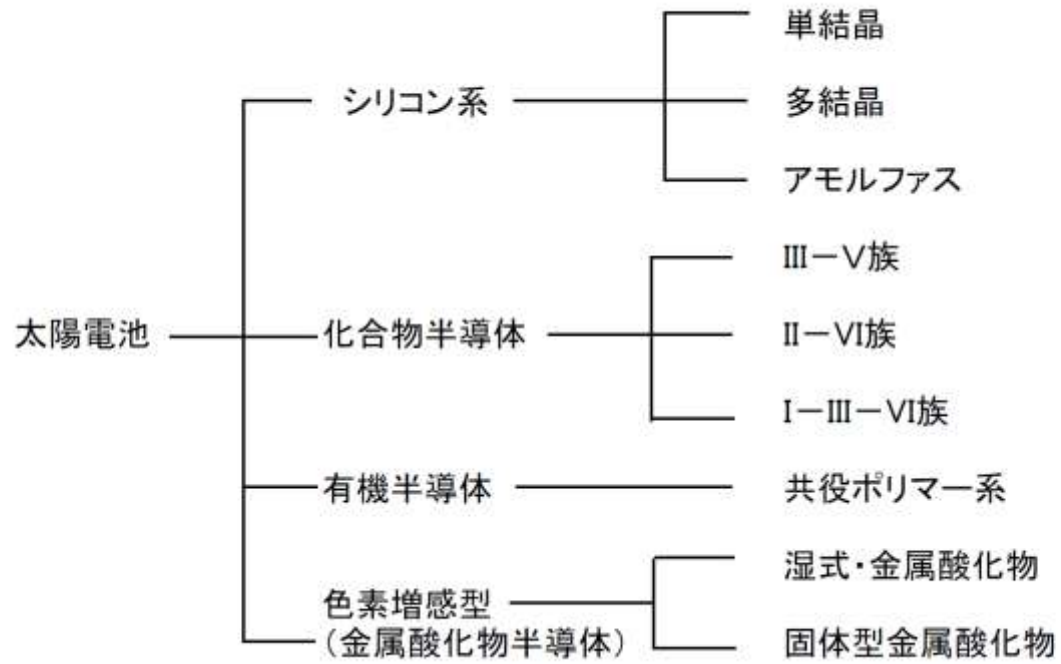 単結晶
シリコン系
多結晶
アモルファス
III－V族
太陽電池
化合物半導体
II－VI族
I－III－VI族
有機半導体
共役ポリマー系
湿式・金属酸化物
色素増感型
（金属酸化物半導体）
固体型金属酸化物